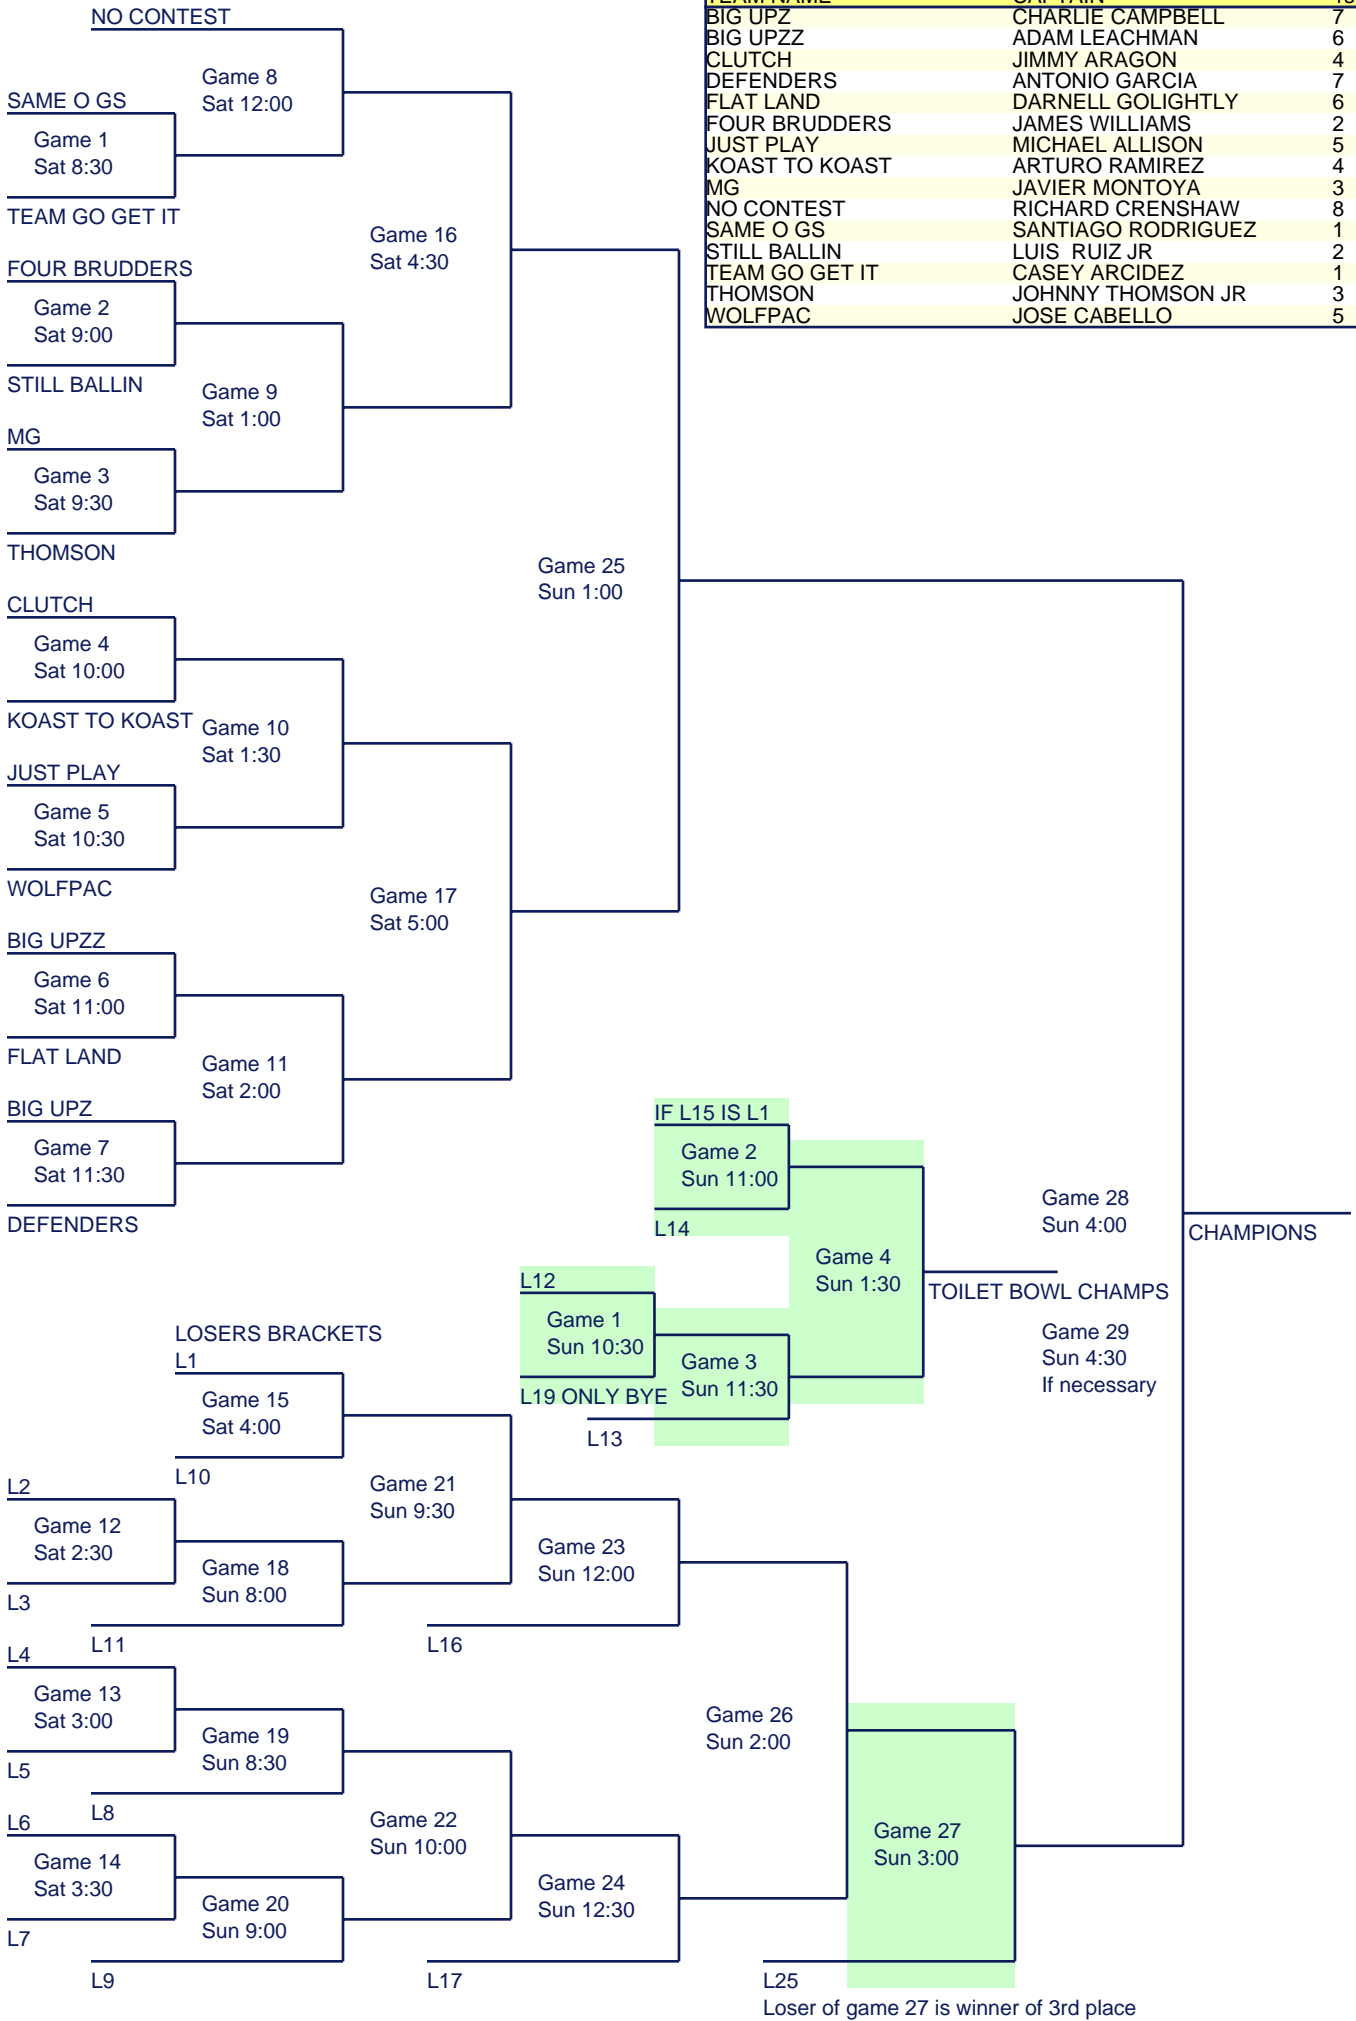 TEAM NAME CAPTAIN
BIG UPZ CHARLIE CAMPBELL 7
BIG UPZZ ADAM LEACHMAN 6
CLUTCH JIMMY ARAGON 4
DEFENDERS ANTONIO GARCIA 7
FLAT LAND DARNELL GOLIGHTLY 6
FOUR BRUDDERS JAMES WILLIAMS 2
JUST PLAY MICHAEL ALLISON 5
KOAST TO KOAST ARTURO RAMIREZ 4
MG JAVIER MONTOYA 3
NO CONTEST RICHARD CRENSHAW 8
SAME O GS SANTIAGO RODRIGUEZ 1
STILL BALLIN LUIS RUIZ JR 2
TEAM GO GET IT CASEY ARCIDEZ 1
THOMSON JOHNNY THOMSON JR 3
WOLFPAC JOSE CABELLO 5
NO CONTEST
Game 8
Sat 12:00
SAME O GS
Game 1
Sat 8:30
TEAM GO GET IT
Game 16
Sat 4:30
FOUR BRUDDERS
Game 2
Sat 9:00
STILL BALLIN
Game 9
Sat 1:00
MG
Game 3
Sat 9:30
THOMSON
Game 25
Sun 1:00
CLUTCH
Game 4
Sat 10:00
KOAST TO KOAST
Game 10
Sat 1:30
JUST PLAY
Game 5
Sat 10:30
WOLFPAC
Game 17
Sat 5:00
BIG UPZZ
Game 6
Sat 11:00
FLAT LAND
Game 11
Sat 2:00
BIG UPZ
Game 7
Sat 11:30
DEFENDERS
IF L15 IS L1
Game 2
Sun 11:00
L14
Game 28
Sun 4:00
CHAMPIONS
Game 4
Sun 1:30
TOILET BOWL CHAMPS
L12
Game 1
Sun 10:30
L19 ONLY BYE
Game 3
Sun 11:30
L13
Game 29
Sun 4:30
If necessary
LOSERS BRACKETS
L1
Game 15
Sat 4:00
L10
Game 21
Sun 9:30
L2
Game 12
Sat 2:30
L3
Game 18
Sun 8:00
L11
Game 23
Sun 12:00
L16
L4
Game 13
Sat 3:00
L5
Game 19
Sun 8:30
L8
Game 26
Sun 2:00
L6
Game 14
Sat 3:30
L7
Game 22
Sun 10:00
Game 20
Sun 9:00
L9
Game 24
Sun 12:30
L17
Game 27
Sun 3:00
L25
Loser of game 27 is winner of 3rd place